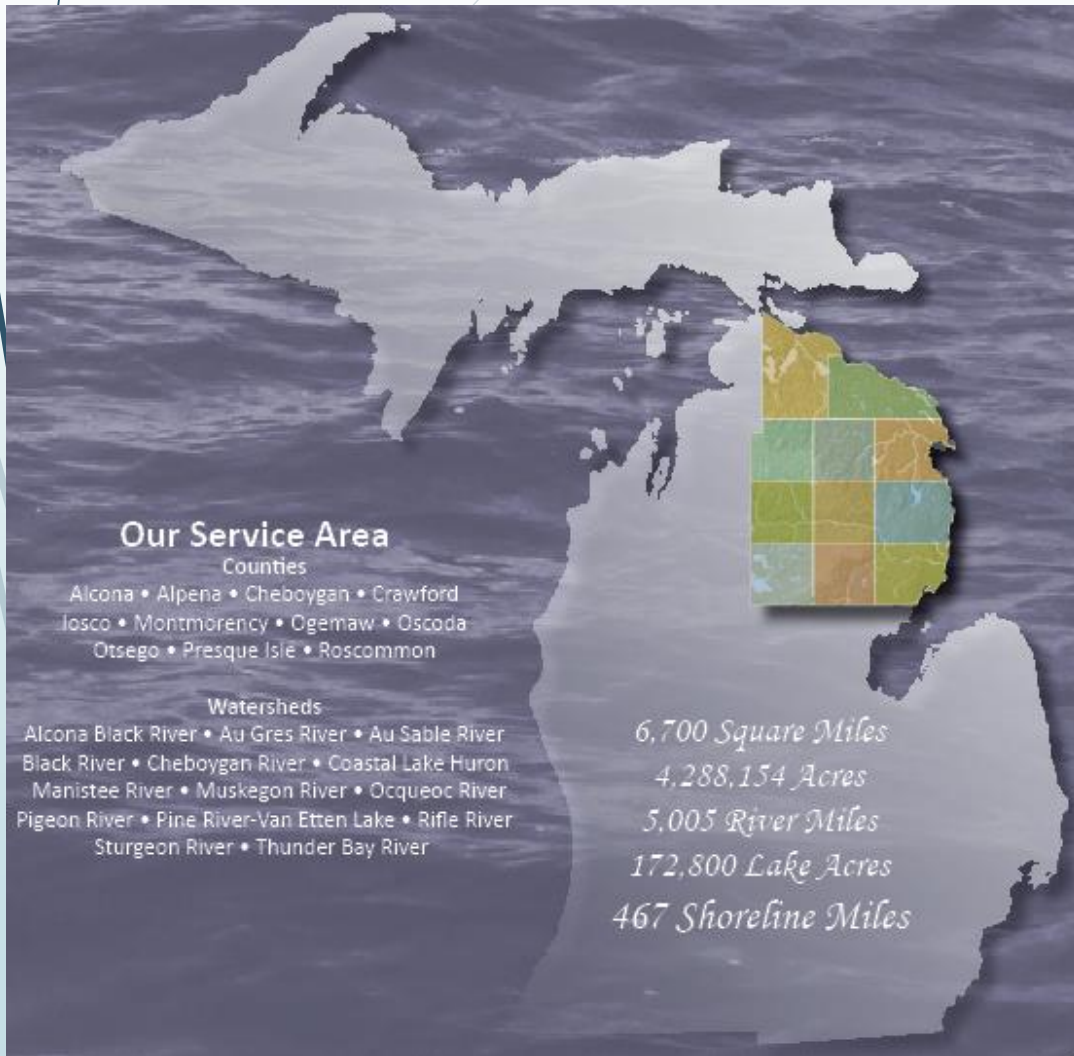 Our Service Area
Counties
Alcona • Alpena • Cheboygan • Crawford
Iosco • Montmorency • Ogemaw • Oscoda
Otsego • Presque Isle • Roscommon
Watersheds
Alcona Black River • Au Gres River • Au Sable River
Black River • Cheboygan River • Coastal Lake Huron
Manistee River • Muskegon River • Ocqueoc River
Pigeon River • Pine River-Van Etten Lake • Rifle River
Sturgeon River • Thunder Bay River
6,700 Square Miles
4,288,154 Acres
5,005 River Miles
172,800 Lake Acres
467 Shoreline Miles